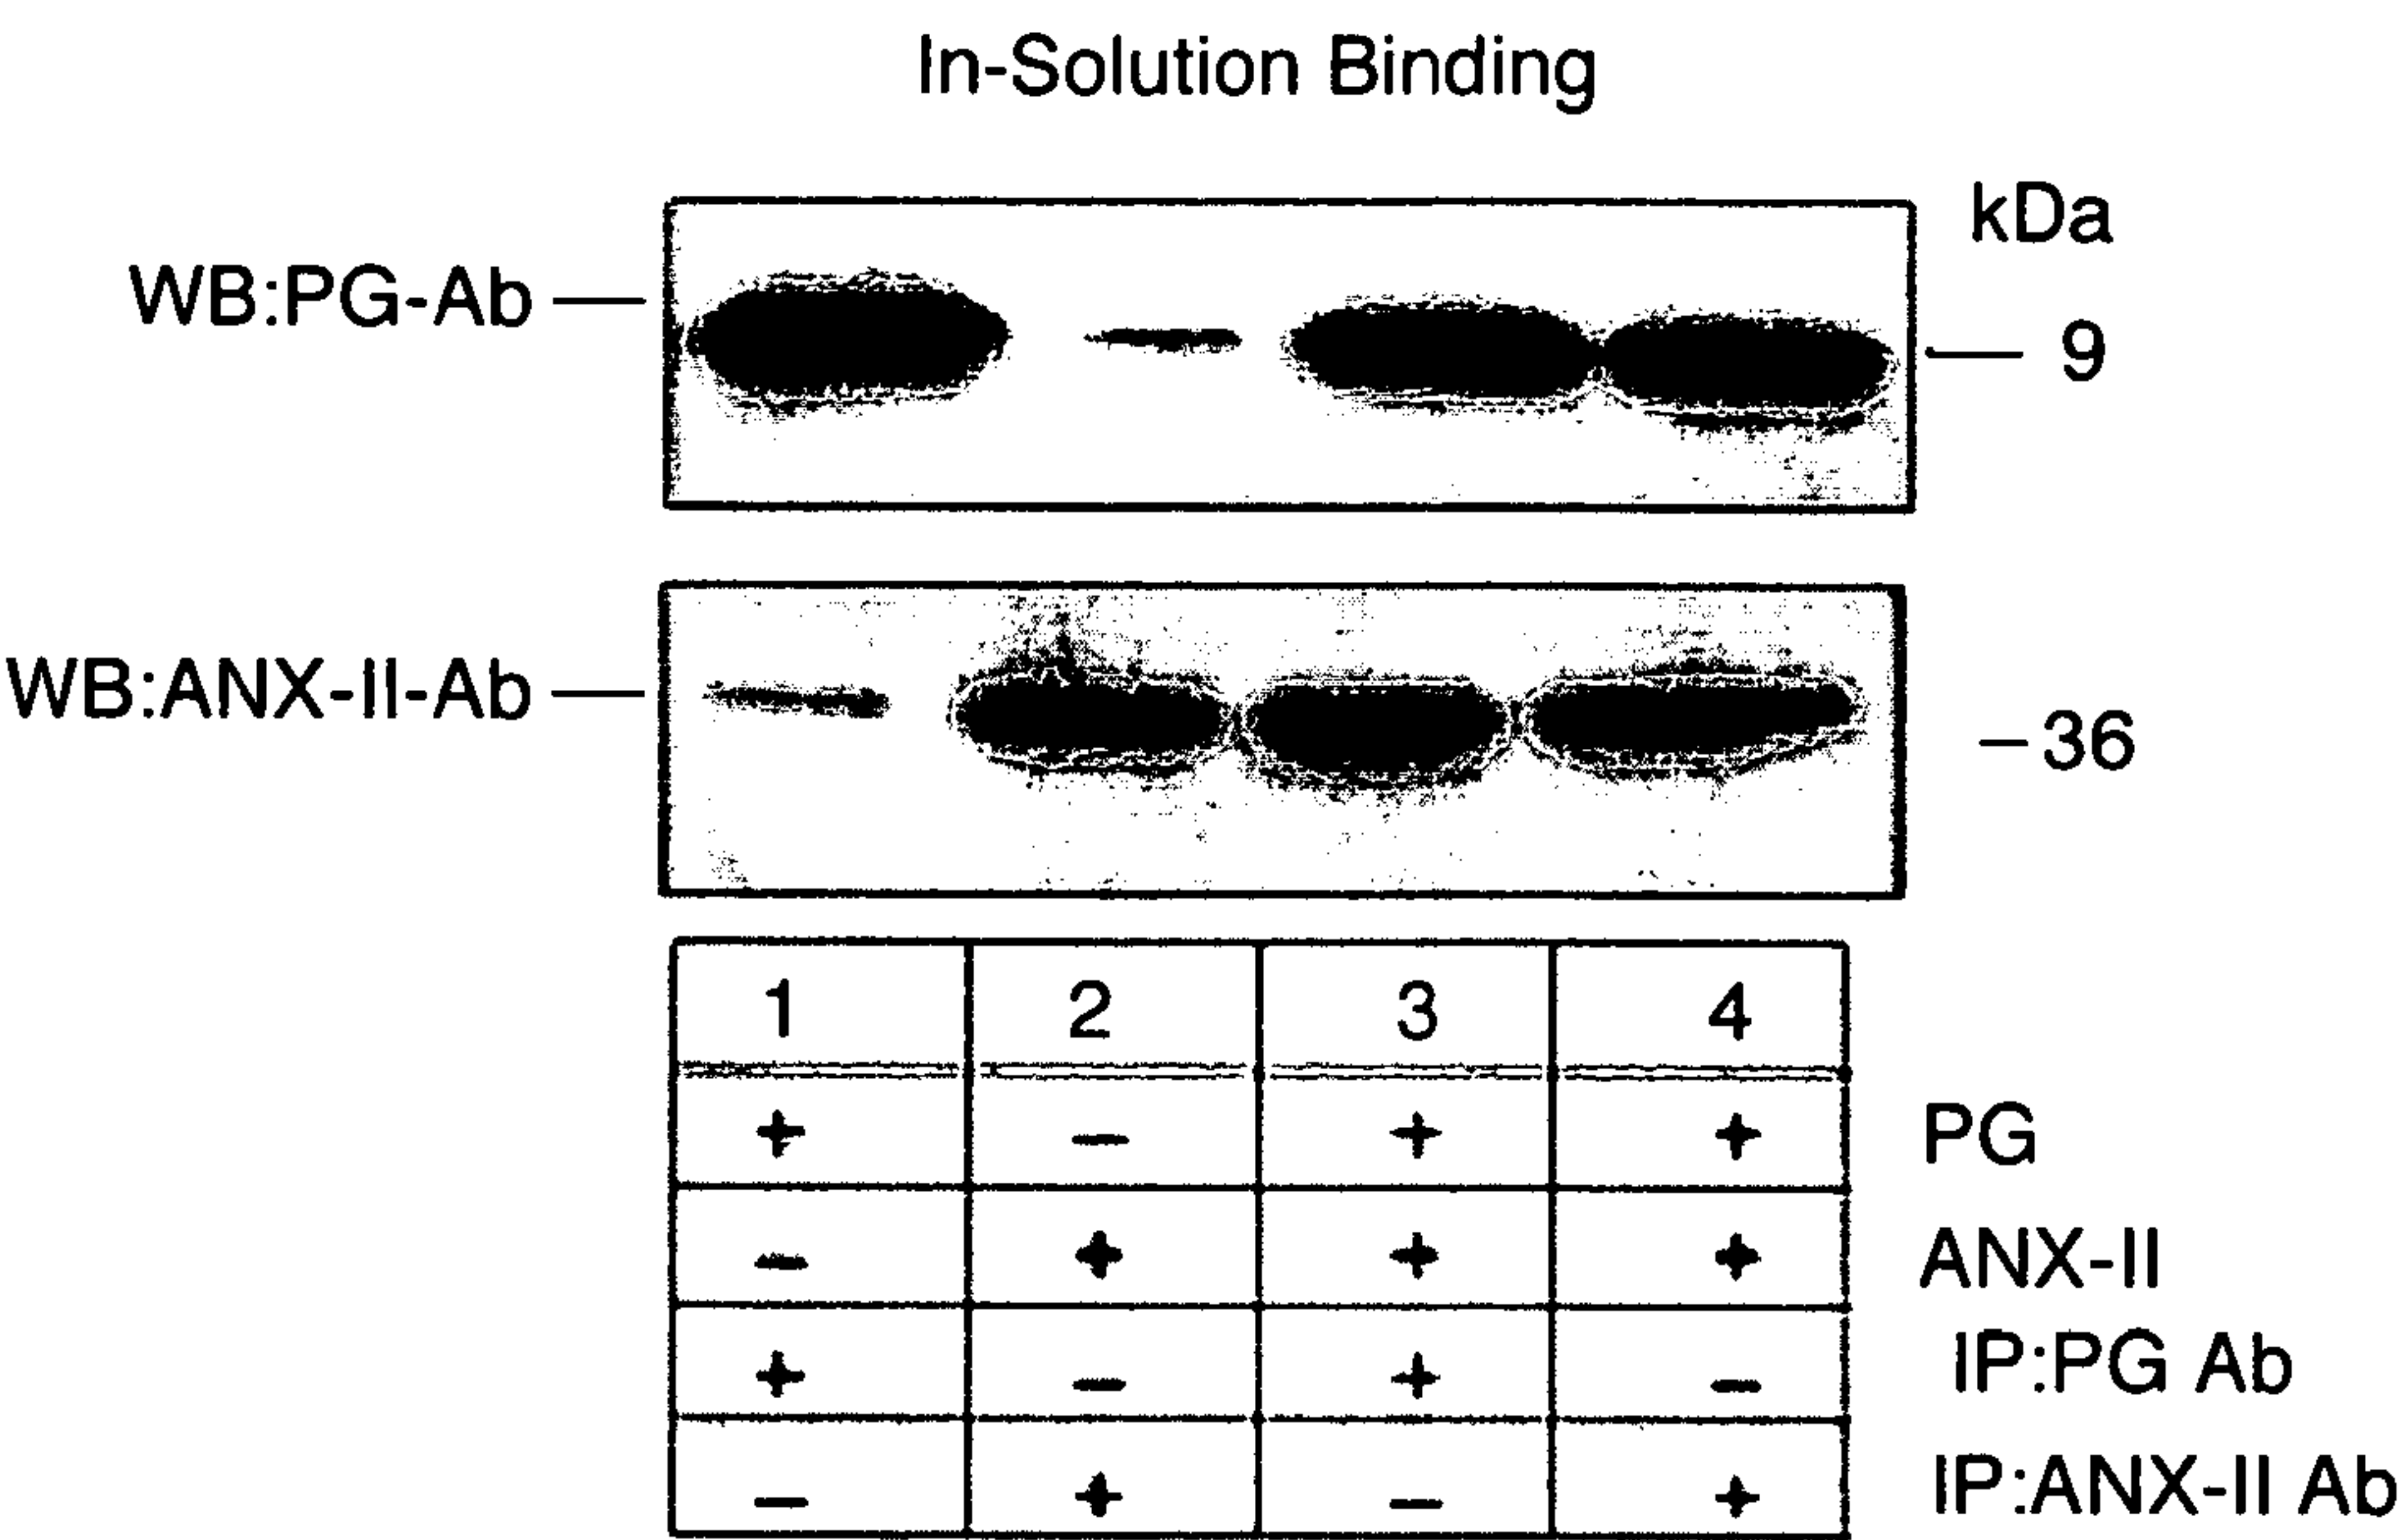 In-Solution Binding
kDa
WB:PG-Ab
9
WB:ANX-II-Ab
36
1 2 3 4
+ – + + PG
– + + + ANX-II
+ – + – IP:PG Ab
– + – + IP:ANX-II Ab